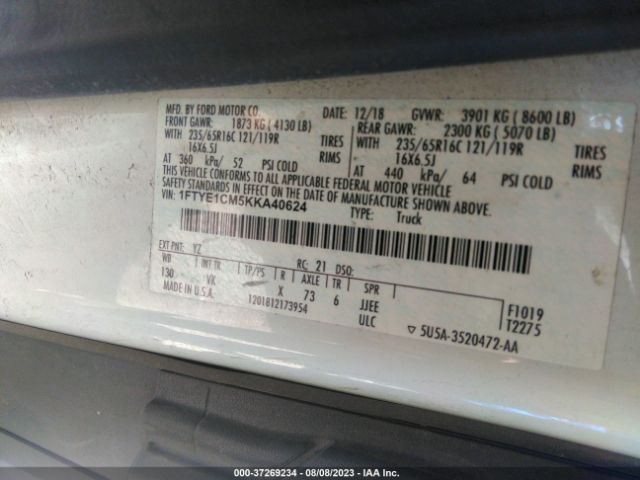 MFD. BY FORD MOTOR CO.
DATE: 12/18 GVWR: 3901 KG ( 8600 LB)
FRONT GAWR: 1873 KG ( 4130 LB)
REAR GAWR: 2300 KG ( 5070 LB)
WITH 235/65R16C 121/119R TIRES
WITH 235/65R16C 121/119R TIRES
16X6.5J RIMS
16X6.5J RIMS
AT 360 kPa/ 52 PSI COLD
AT 440 kPa/ 64 PSI COLD
THIS VEHICLE CONFORMS TO ALL APPLICABLE FEDERAL MOTOR VEHICLE
SAFETY STANDARDS IN EFFECT ON THE DATE OF MANUFACTURE SHOWN ABOVE.
VIN: 1FTYE1CM5KKA40624
TYPE: Truck
EXT PNT: YZ RC: 21 DSO:
WB INT TR TP/PS R AXLE TR SPR
130 VK X 73 6 JJEE
F1019
T2275
MADE IN U.S.A. 1201812173954 ULC
▽ 5U5A-3520472-AA
000-37269234 - 08/08/2023 - IAA Inc.